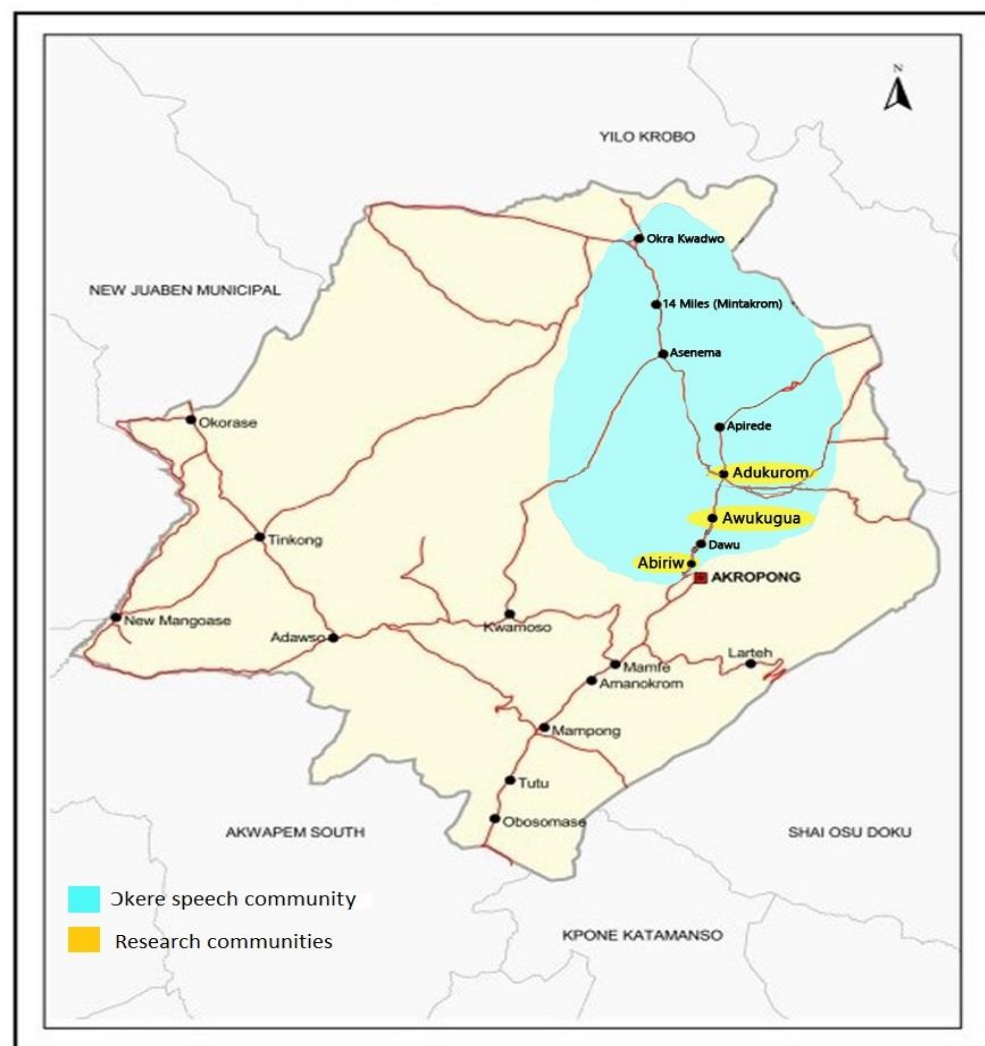 N
YILO KROBO
Okra Kwadwo
NEW JUABEN MUNICIPAL
14 Miles (Mintakrom)
Asenema
Okorase
Apirede
Adukurom
Awukugua
Tinkong
Dawu
Abiriw
AKROPONG
New Mangoase
Kwamoso
Adawso
Larteh
Mamfe
Amanokrom
Mampong
Tutu
Obosomase
AKWAPEM SOUTH
SHAI OSU DOKU
Ɔkere speech community
KPONE KATAMANSO
Research communities